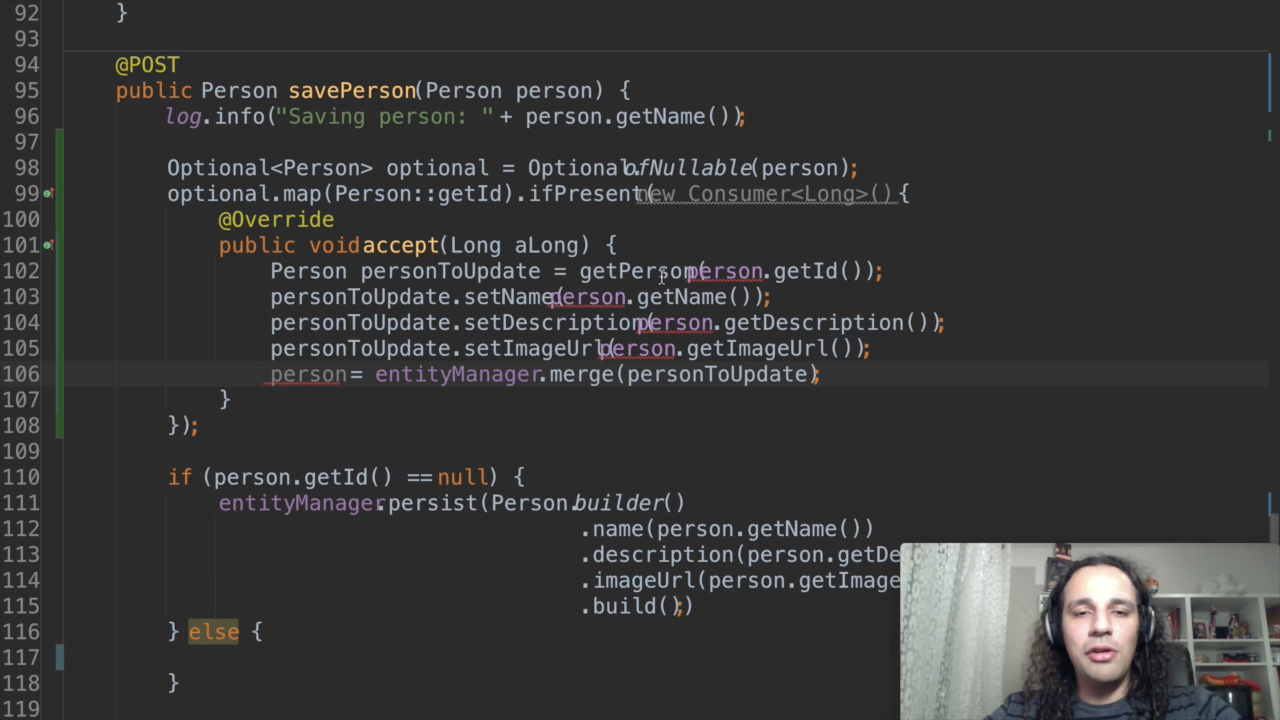 92 }
93
94 @POST
95 public Person savePerson(Person person) {
96 log.info("Saving person: " + person.getName());
97
98 Optional<Person> optional = Optional.ofNullable(person);
99 optional.map(Person::getId).ifPresent(new Consumer<Long>() {
100 @Override
101 public void accept(Long aLong) {
102 Person personToUpdate = getPerson(person.getId());
103 personToUpdate.setName(person.getName());
104 personToUpdate.setDescription(person.getDescription());
105 personToUpdate.setImageUrl(person.getImageUrl());
106 person = entityManager.merge(personToUpdate);
107 }
108 });
109
110 if (person.getId() == null) {
111 entityManager.persist(Person.builder()
112 .name(person.getName())
113 .description(person.getDe
114 .imageUrl(person.getImage
115 .build());
116 } else {
117
118 }
119